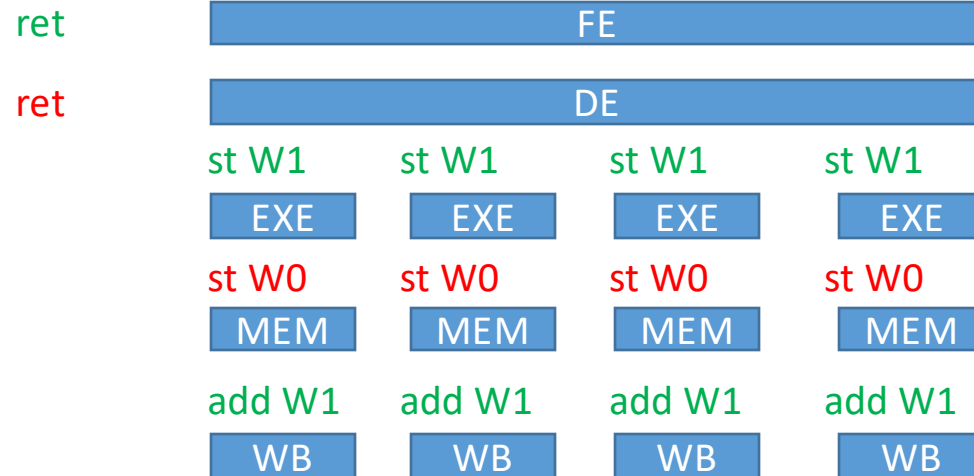 ret FE
ret DE
st W1 st W1 st W1 st W1
EXE EXE EXE EXE
st W0 st W0 st W0 st W0
MEM MEM MEM MEM
add W1 add W1 add W1 add W1
WB WB WB WB